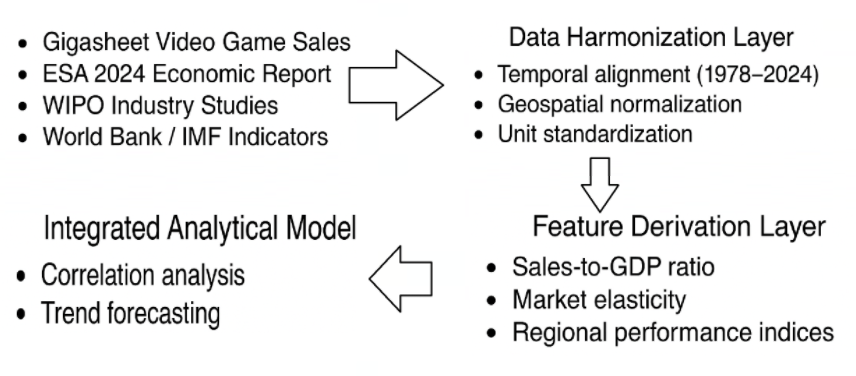 • Gigasheet Video Game Sales
• ESA 2024 Economic Report
• WIPO Industry Studies
• World Bank / IMF Indicators
Data Harmonization Layer
• Temporal alignment (1978–2024)
• Geospatial normalization
• Unit standardization
Feature Derivation Layer
• Sales-to-GDP ratio
• Market elasticity
• Regional performance indices
Integrated Analytical Model
• Correlation analysis
• Trend forecasting